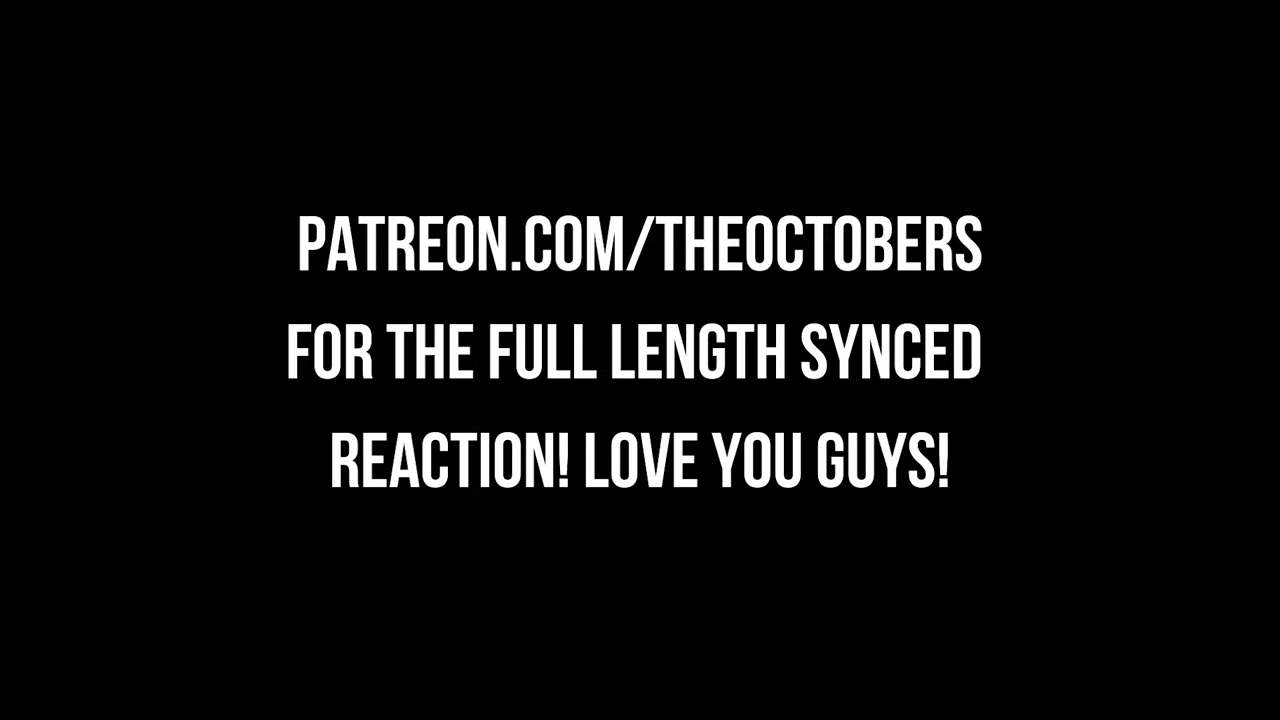 PATREON.COM/THEOCTOBERS
FOR THE FULL LENGTH SYNCED
REACTION! LOVE YOU GUYS!